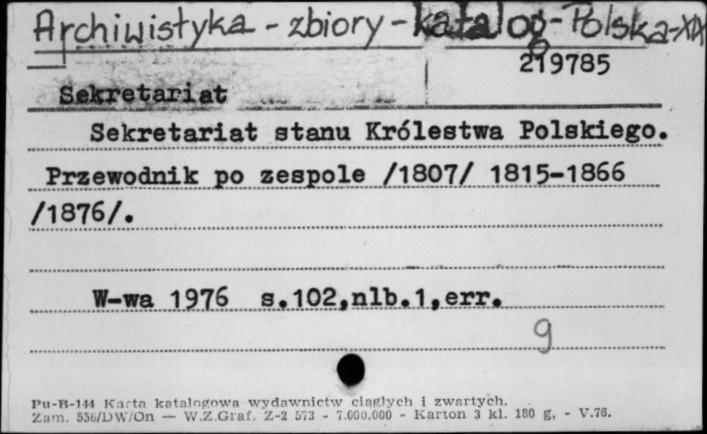 Archiwistyka - zbiory - katalog - Polska - XIX
219785
Sekretariat
Sekretariat stanu Królestwa Polskiego.
Przewodnik po zespole /1807/ 1815-1866
/1876/.
W-wa 1976 s.102,nlb.1,err.
g
Pu-B-144 Karta katalogowa wydawnictw ciągłych i zwartych.
Zam. 556/DW/On — W.Z.Graf. Z-2 573 - 7.000.000 - Karton 3 kl. 180 g, - V.76.